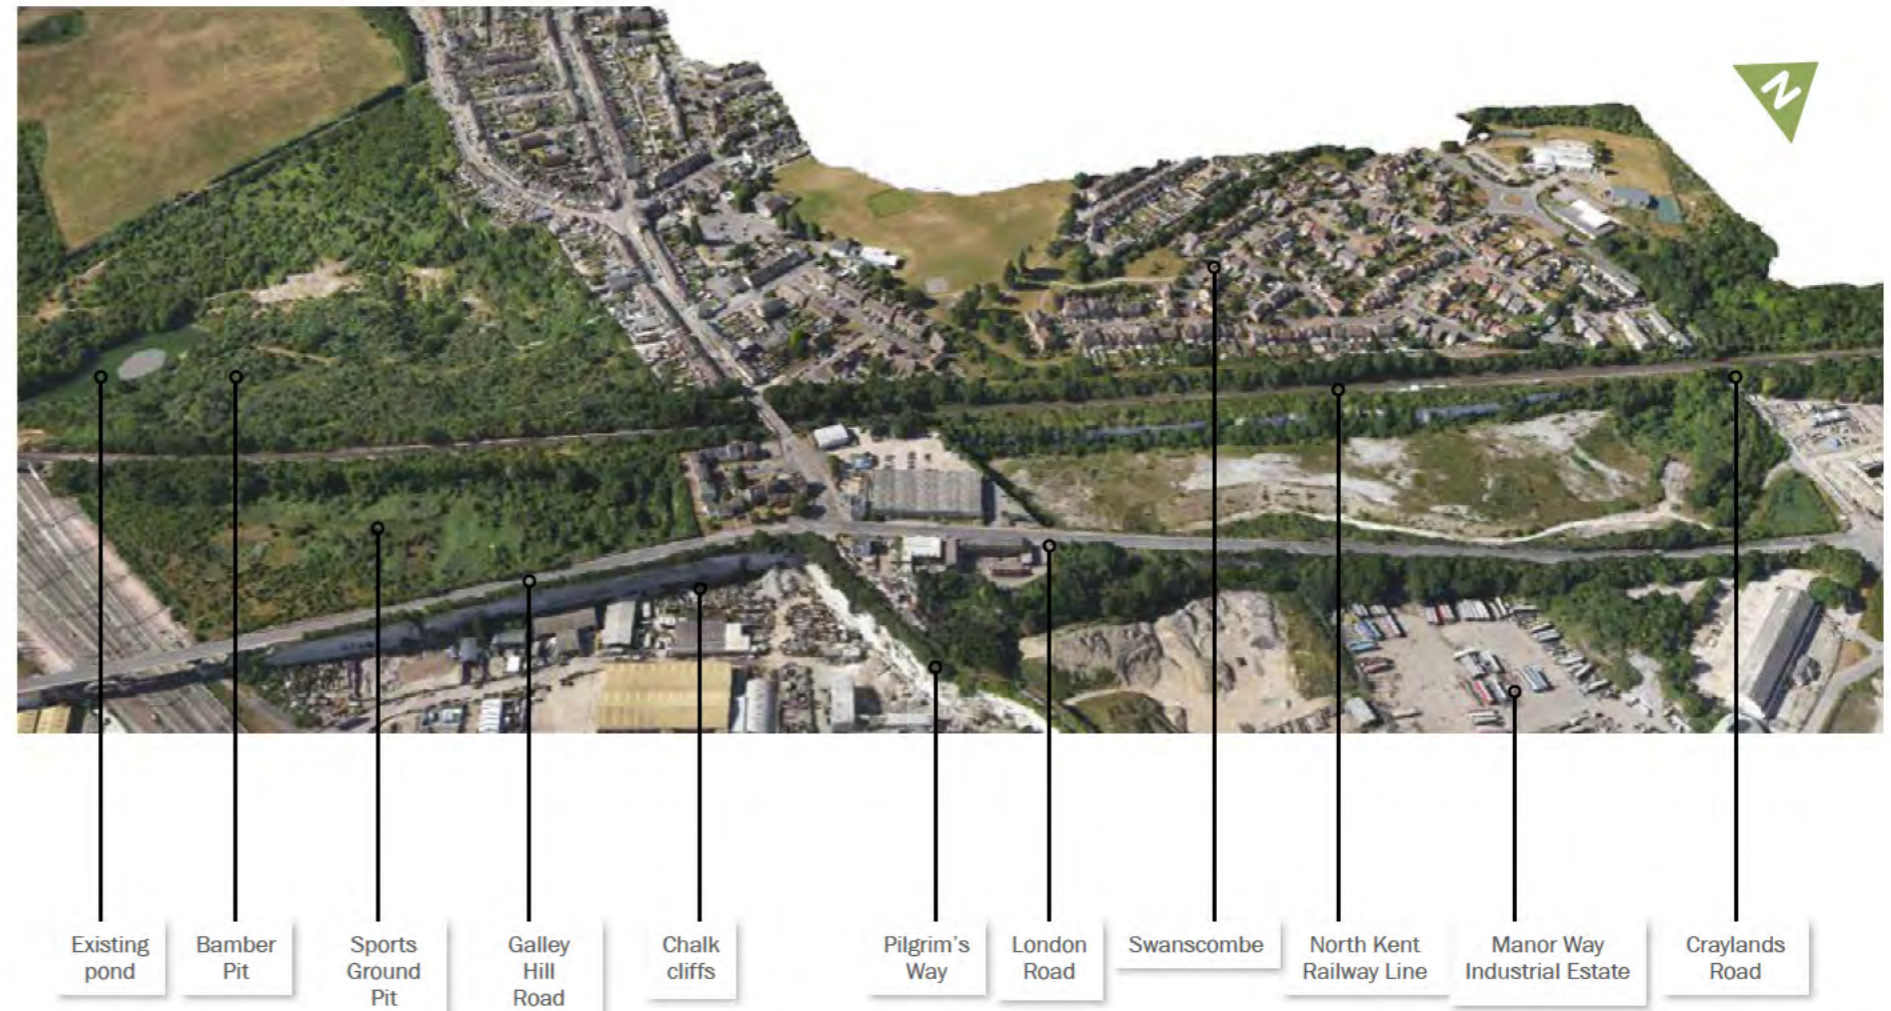 N
Existing
pond
Bamber
Pit
Sports
Ground
Pit
Galley
Hill
Road
Chalk
cliffs
Pilgrim's
Way
London
Road
Swanscombe
North Kent
Railway Line
Manor Way
Industrial Estate
Craylands
Road